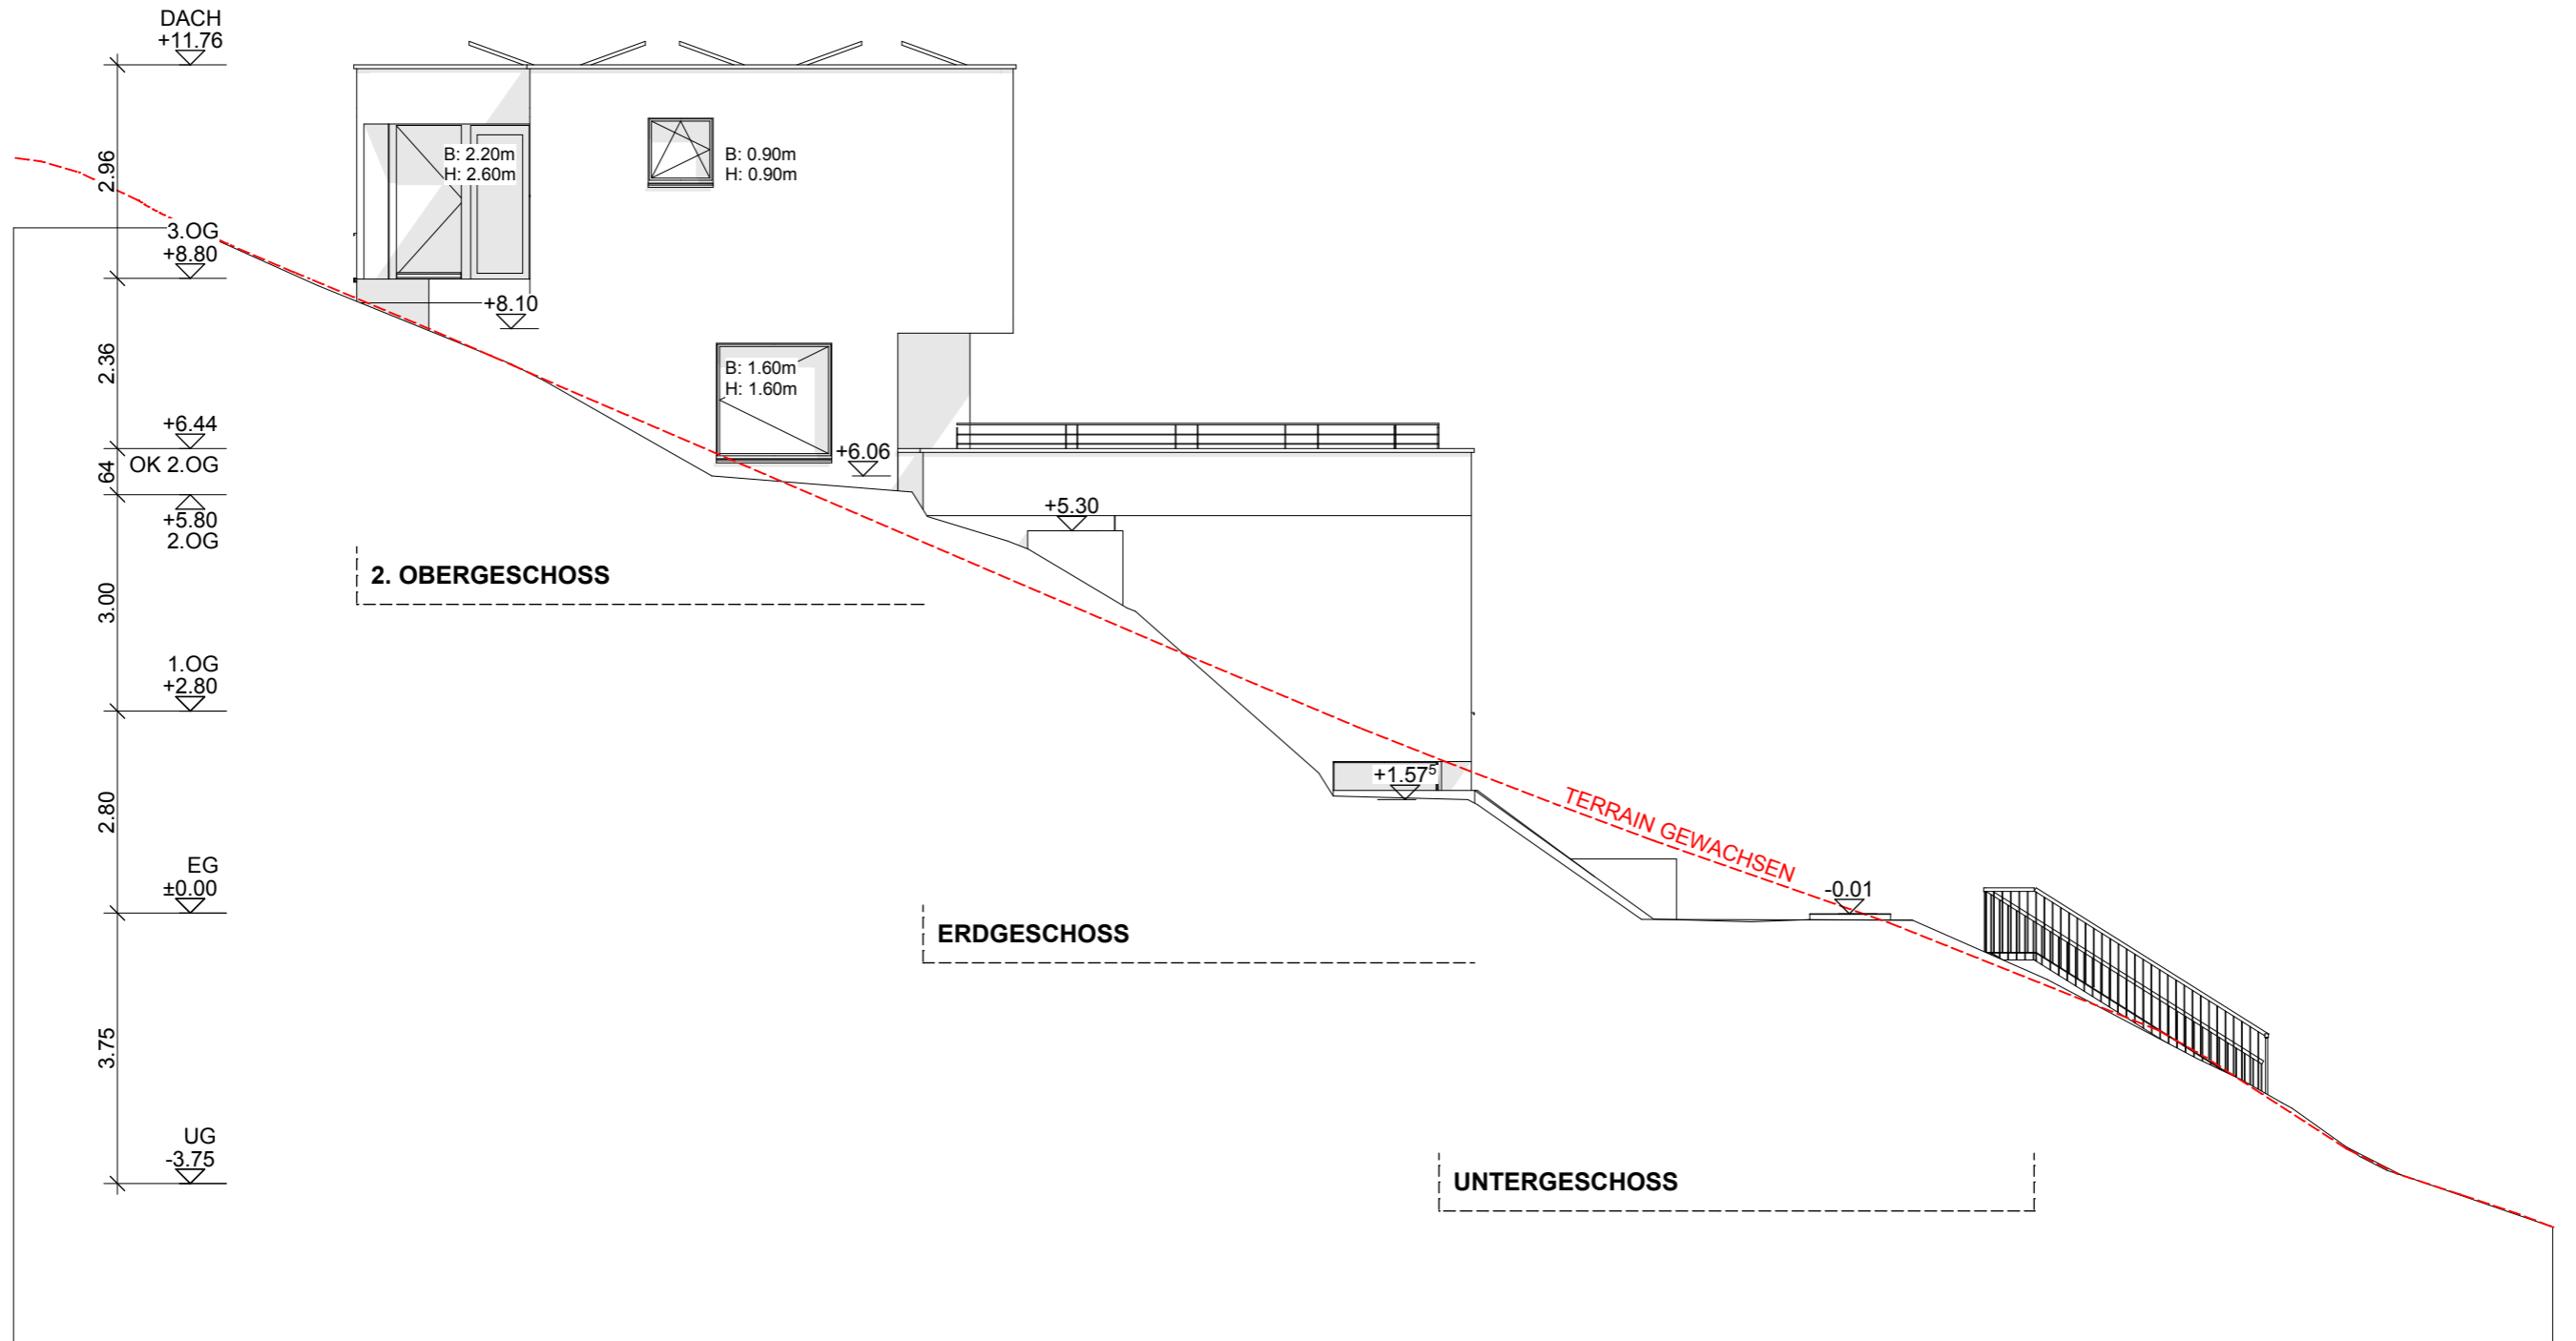 DACH
+11.76
2.96
B: 2.20m
H: 2.60m
B: 0.90m
H: 0.90m
3.OG
+8.80
+8.10
2.36
B: 1.60m
H: 1.60m
+6.44
+6.06
64
OK 2.OG
+5.80
2.OG
+5.30
2. OBERGESCHOSS
3.00
1.OG
+2.80
+1.57⁵
2.80
TERRAIN GEWACHSEN
EG
±0.00
-0.01
ERDGESCHOSS
3.75
UG
-3.75
UNTERGESCHOSS